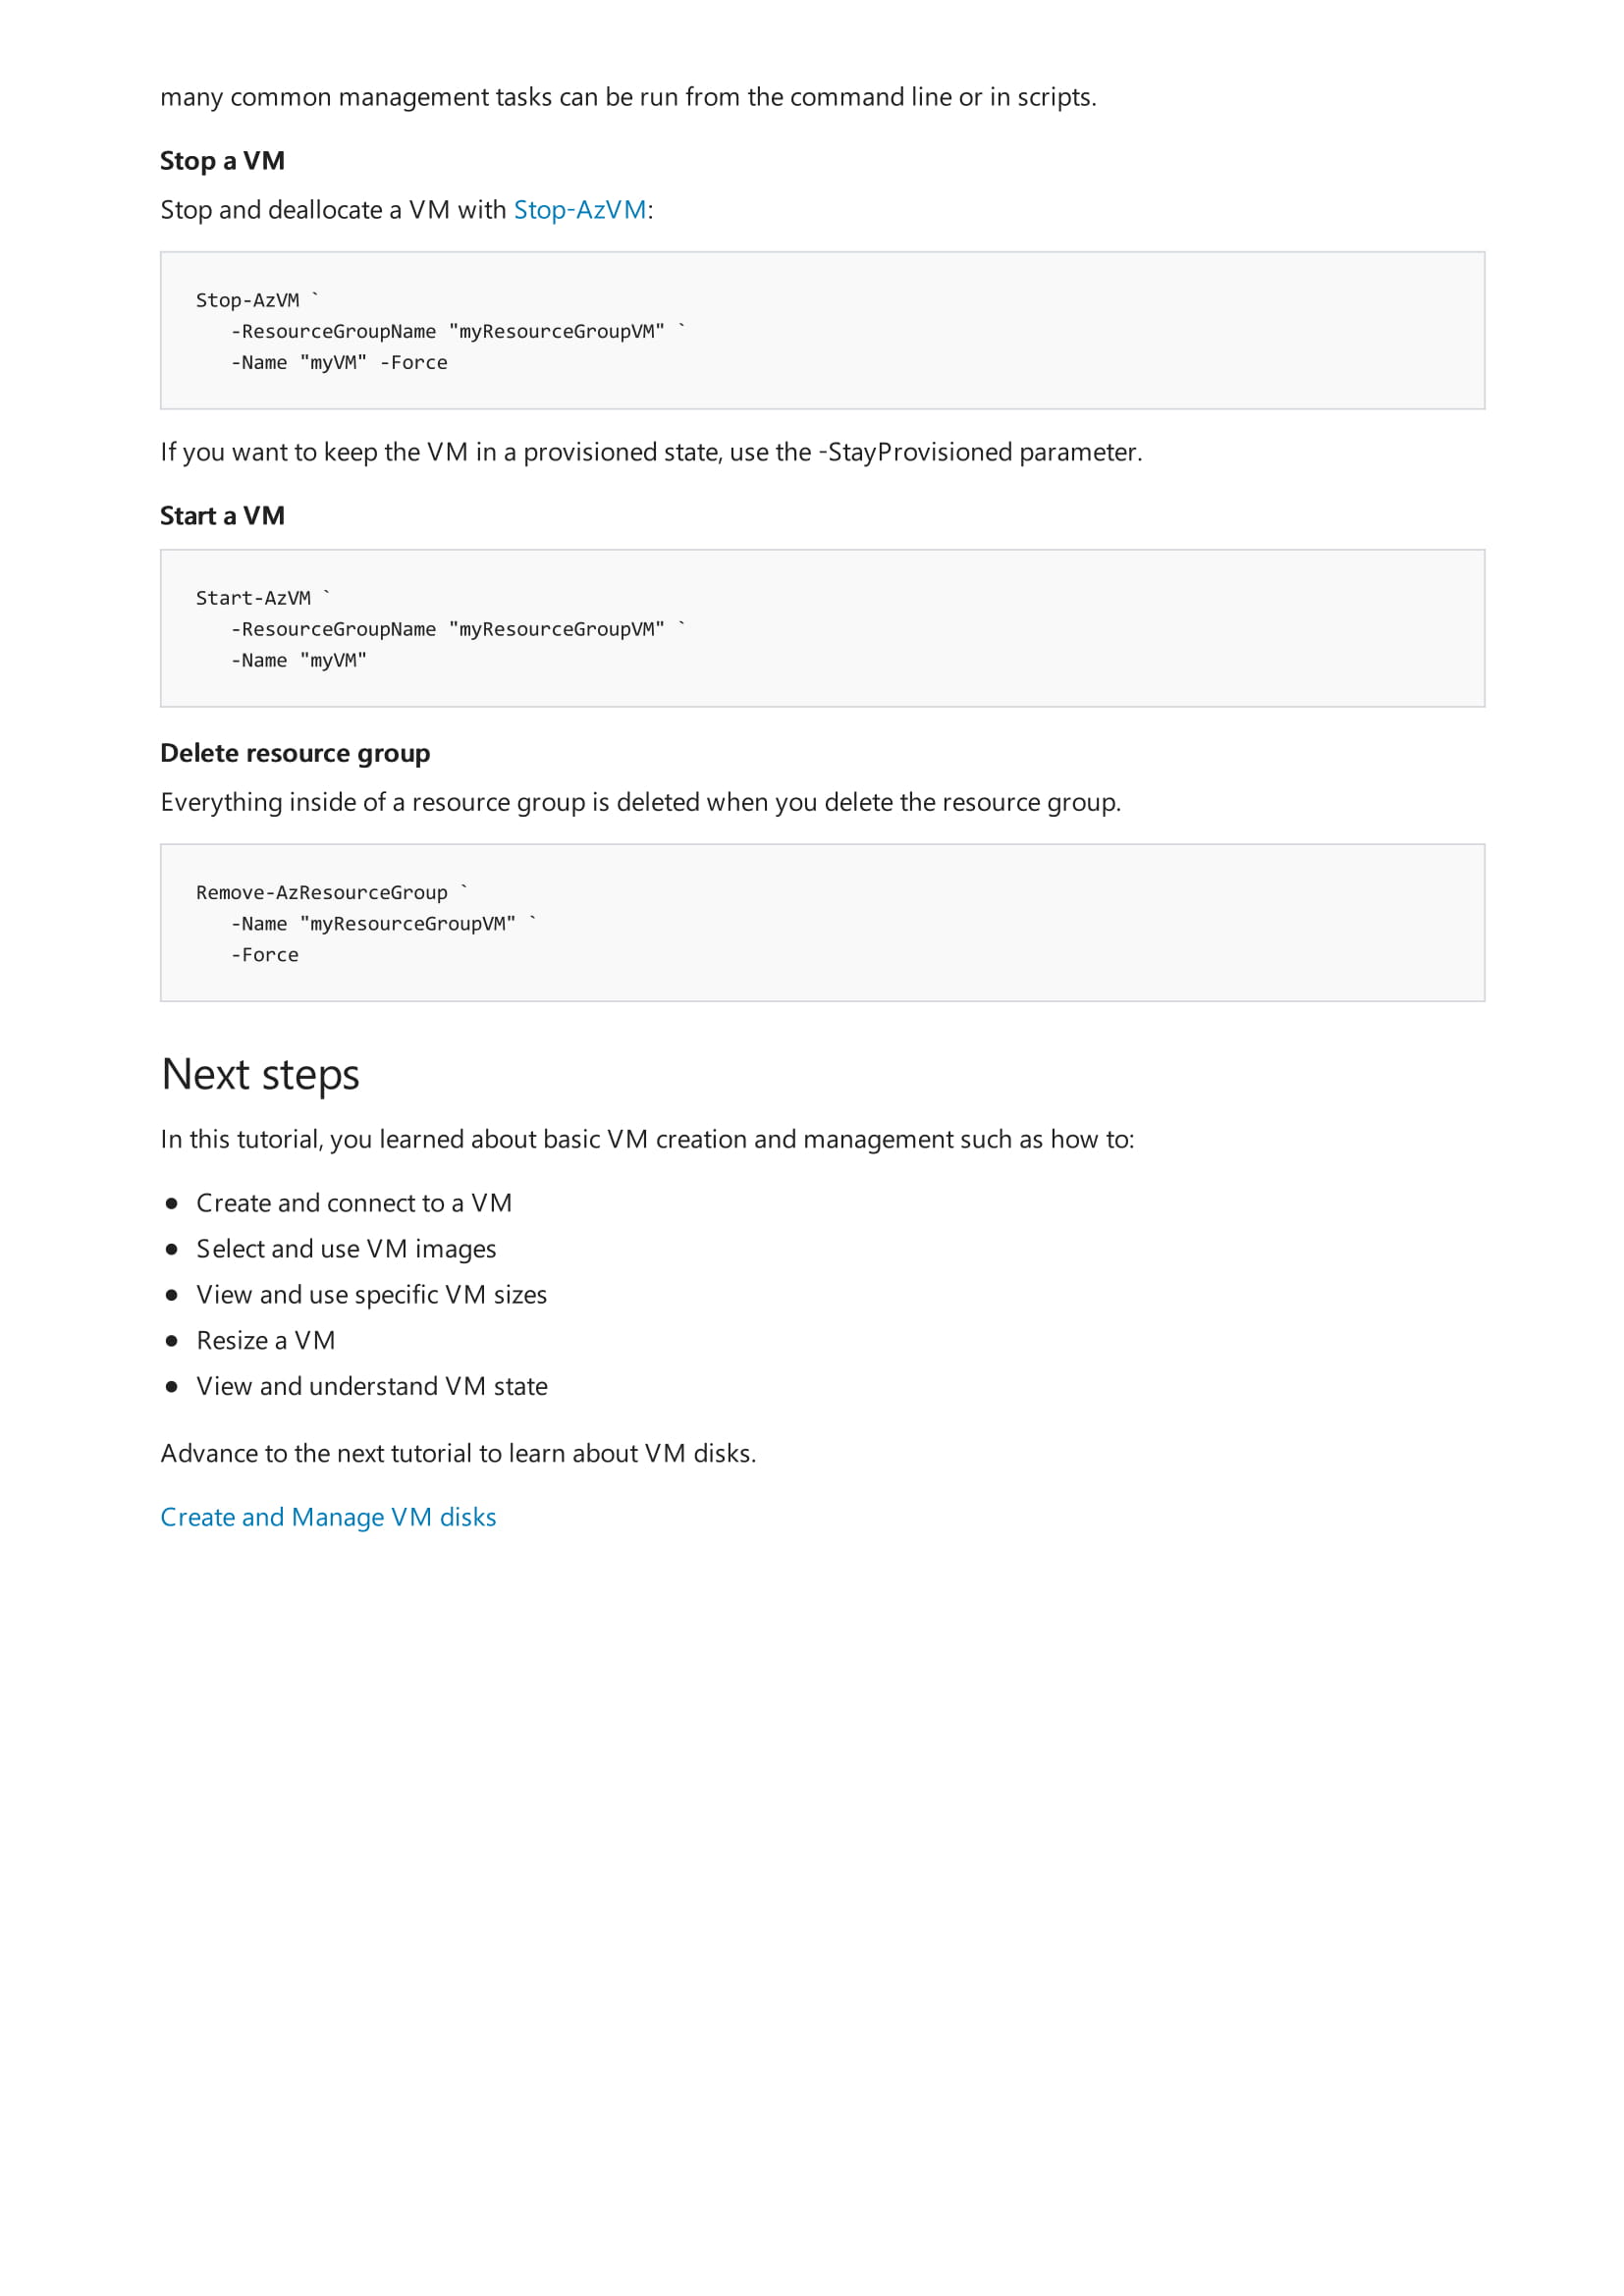 many common management tasks can be run from the command line or in scripts.
Stop a VM
Stop and deallocate a VM with Stop-AzVM:
Stop-AzVM `
   -ResourceGroupName "myResourceGroupVM" `
   -Name "myVM" -Force
If you want to keep the VM in a provisioned state, use the -StayProvisioned parameter.
Start a VM
Start-AzVM `
   -ResourceGroupName "myResourceGroupVM" `
   -Name "myVM"
Delete resource group
Everything inside of a resource group is deleted when you delete the resource group.
Remove-AzResourceGroup `
   -Name "myResourceGroupVM" `
   -Force
Next steps
In this tutorial, you learned about basic VM creation and management such as how to:
● Create and connect to a VM
● Select and use VM images
● View and use specific VM sizes
● Resize a VM
● View and understand VM state
Advance to the next tutorial to learn about VM disks.
Create and Manage VM disks